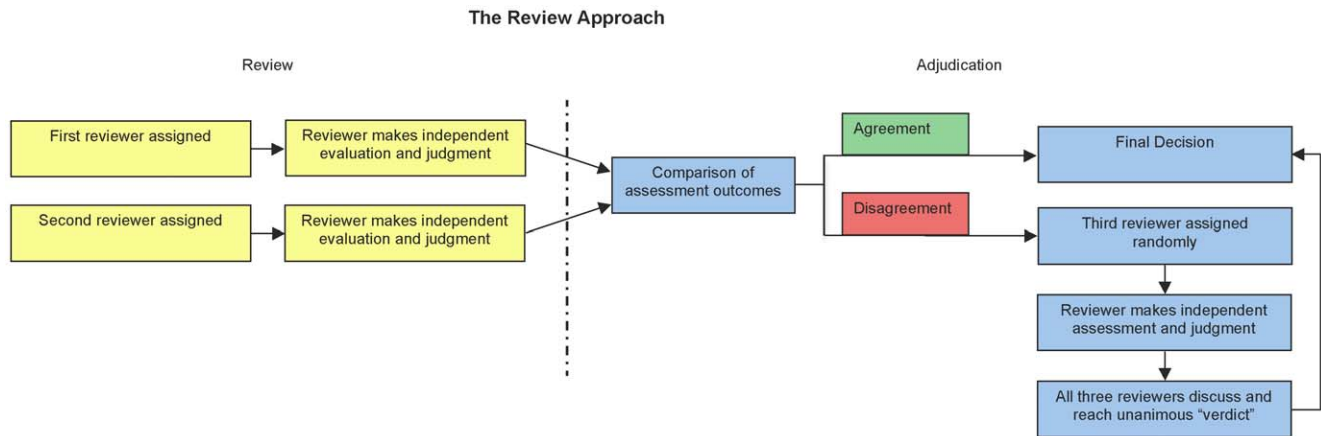 The Review Approach
Review
Adjudication
First reviewer assigned
Reviewer makes independent
evaluation and judgment
Second reviewer assigned
Reviewer makes independent
evaluation and judgment
Comparison of
assessment outcomes
Agreement
Disagreement
Final Decision
Third reviewer assigned
randomly
Reviewer makes independent
assessment and judgment
All three reviewers discuss and
reach unanimous “verdict”